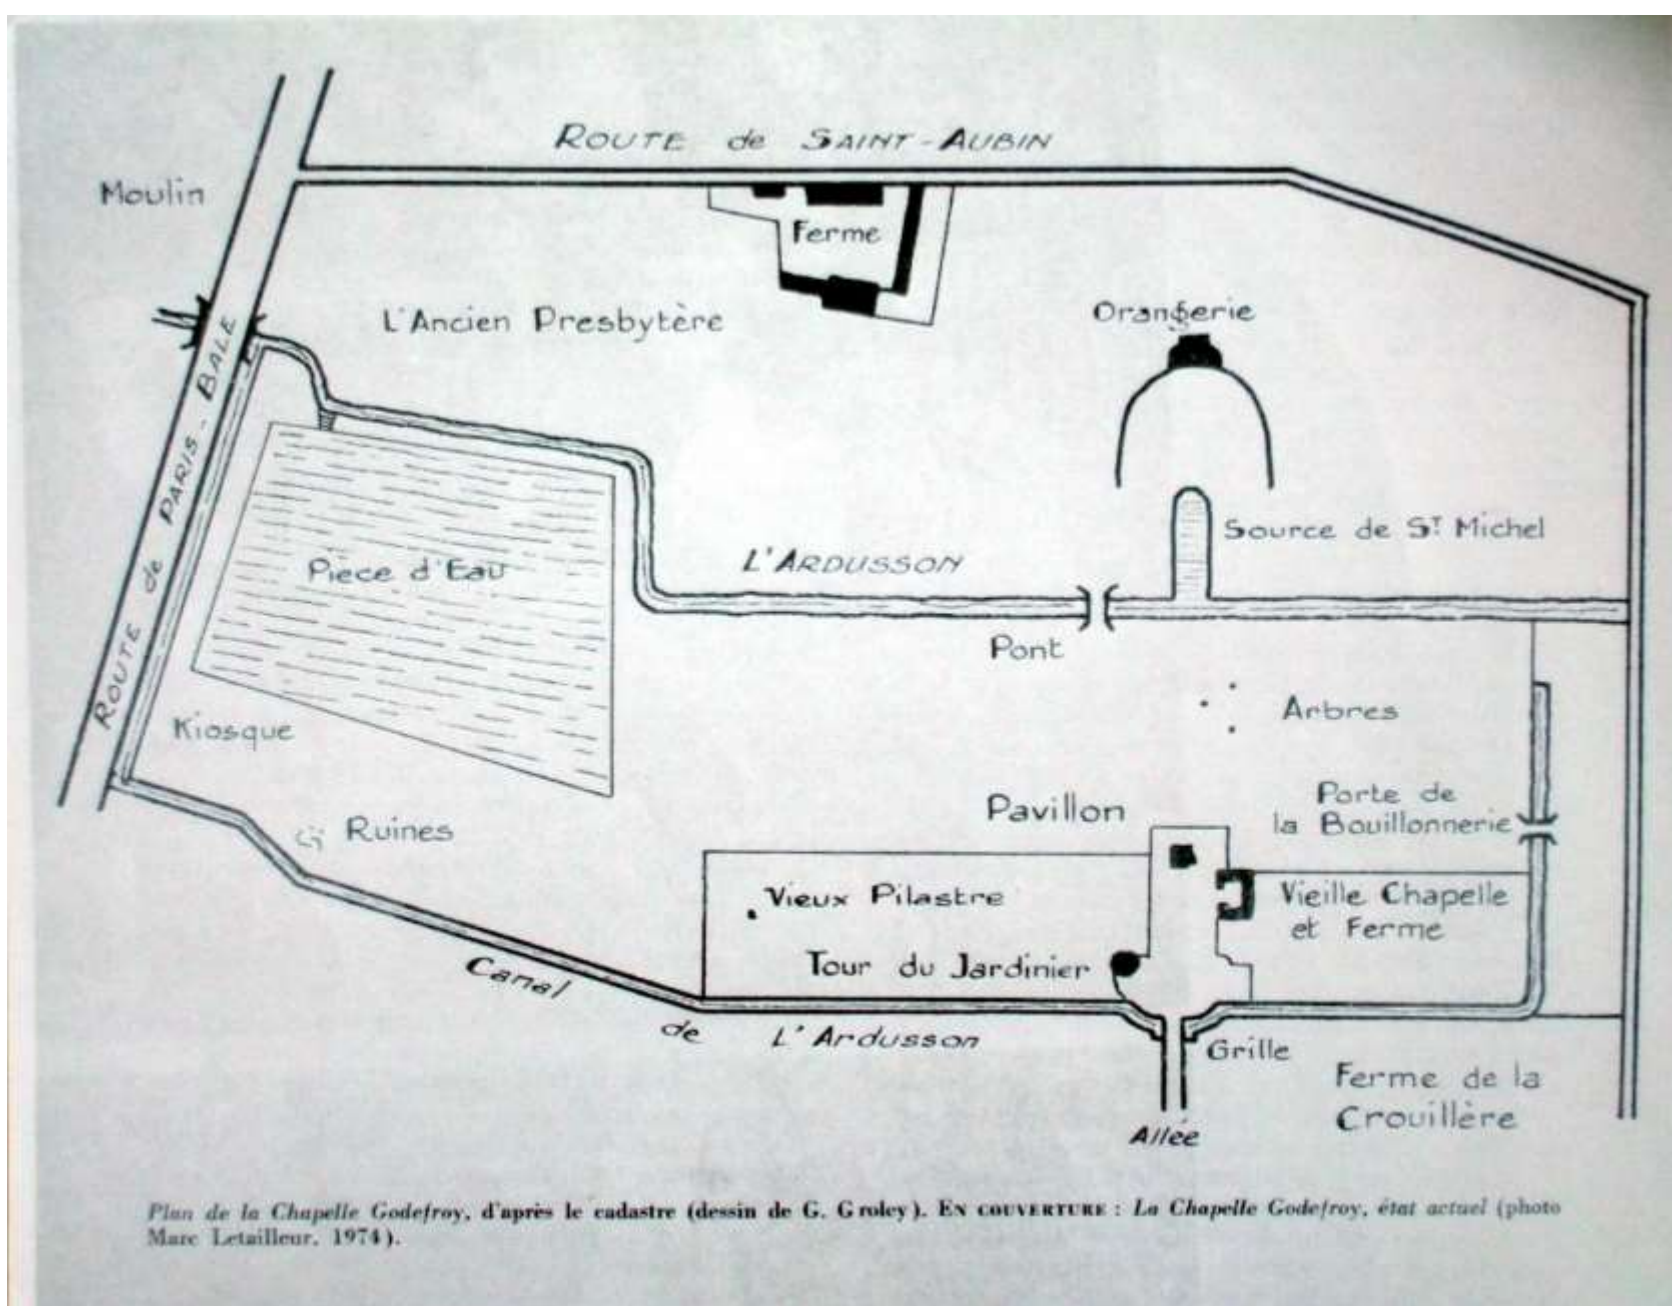 ROUTE de SAINT-AUBIN
Moulin
Ferme
L'Ancien Presbytère
Orangerie
ROUTE de PARIS-BALE
Source de St Michel
L'ARDUSSON
Pièce d'Eau
Pont
Arbres
Kiosque
Porte de
la Bouillonnerie
Pavillon
Ruines
Vieux Pilastre
Vieille Chapelle
et Ferme
Tour du Jardinier
Canal
de
L'Ardusson
Grille
Ferme de la
Crouillère
Allée
Plan de la Chapelle Godefroy, d'après le cadastre (dessin de G. Groley). EN COUVERTURE : La Chapelle Godefroy, état actuel (photo
Marc Letailleur, 1974).